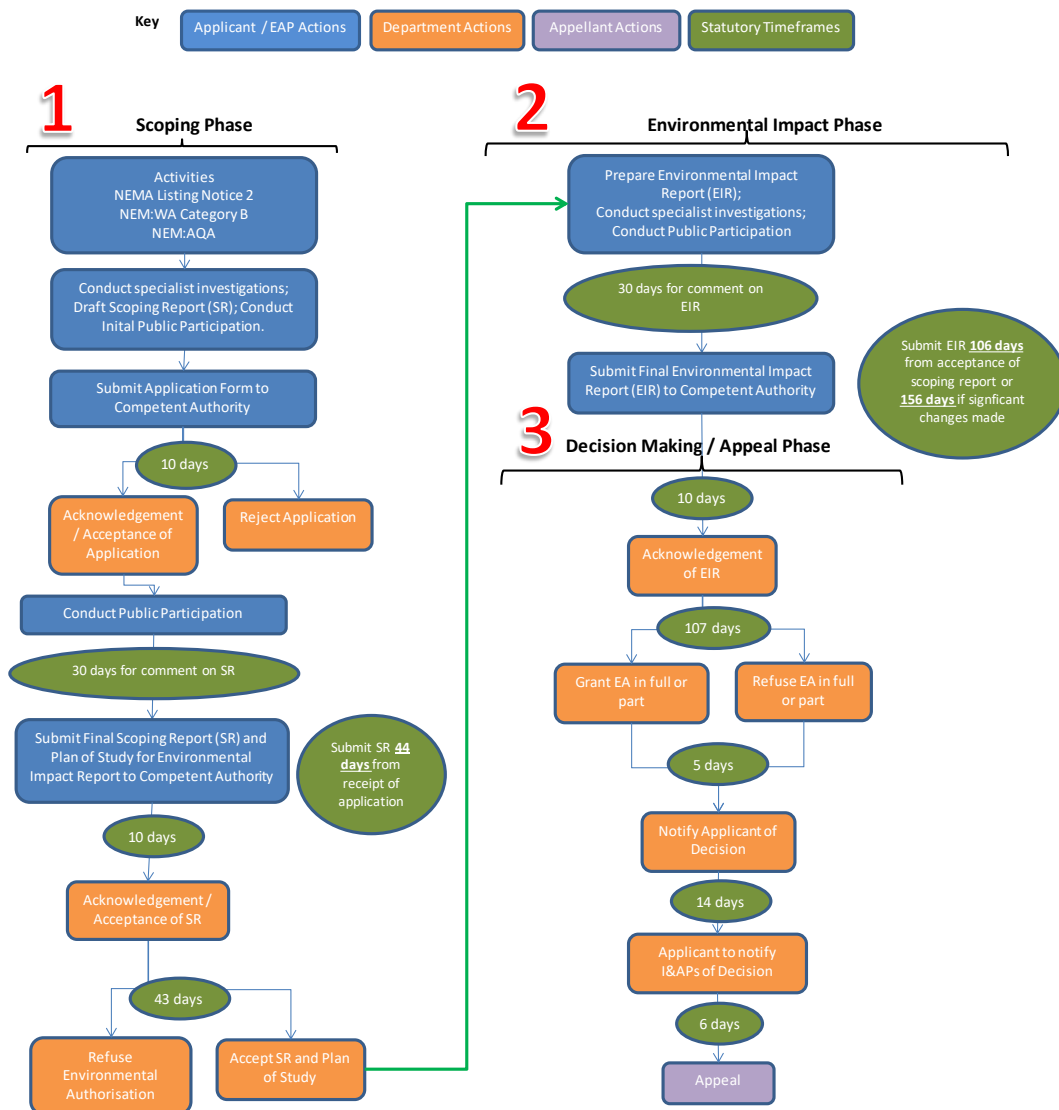 Key
Applicant / EAP Actions
Department Actions
Appellant Actions
Statutory Timeframes
1
Scoping Phase
Activities
NEMA Listing Notice 2
NEM:WA Category B
NEM:AQA
Conduct specialist investigations;
Draft Scoping Report (SR); Conduct
Inital Public Participation.
Submit Application Form to
Competent Authority
10 days
Acknowledgement
/ Acceptance of
Application
Reject Application
Conduct Public Participation
30 days for comment on SR
Submit Final Scoping Report (SR) and
Plan of Study for Environmental
Impact Report to Competent Authority
Submit SR 44
days from
receipt of
application
10 days
Acknowledgement /
Acceptance of SR
43 days
Refuse
Environmental
Authorisation
Accept SR and Plan
of Study
2
Environmental Impact Phase
Prepare Environmental Impact
Report (EIR);
Conduct specialist investigations;
Conduct Public Participation
30 days for comment on
EIR
Submit Final Environmental Impact
Report (EIR) to Competent Authority
Submit EIR 106 days
from acceptance of
scoping report or
156 days if signficant
changes made
3
Decision Making / Appeal Phase
10 days
Acknowledgement
of EIR
107 days
Grant EA in full or
part
Refuse EA in full
or part
5 days
Notify Applicant of
Decision
14 days
Applicant to notify
I&APs of Decision
6 days
Appeal